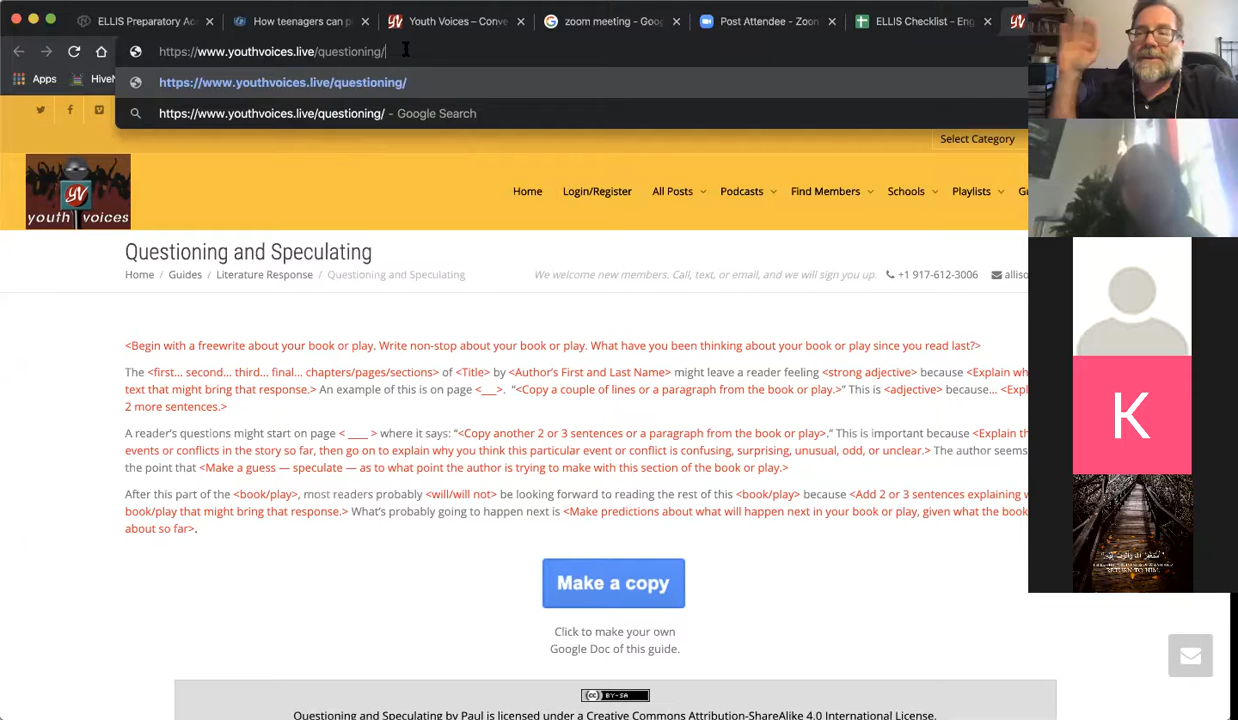 ELLIS Preparatory Ac
How teenagers can p
Youth Voices – Conve
zoom meeting - Goog
Post Attendee - Zoon
ELLIS Checklist - Eng
https://www.youthvoices.live/questioning/
Apps
HiveN
https://www.youthvoices.live/questioning/
https://www.youthvoices.live/questioning/ - Google Search
Select Category
youth voices
Home
Login/Register
All Posts
Podcasts
Find Members
Schools
Playlists
Gu
Questioning and Speculating
Home / Guides / Literature Response / Questioning and Speculating
We welcome new members. Call, text, or email, and we will sign you up.
+1 917-612-3006
alliso
<Begin with a freewrite about your book or play. Write non-stop about your book or play. What have you been thinking about your book or play since you read last?>
The <first... second... third... final... chapters/pages/sections> of <Title> by <Author's First and Last Name> might leave a reader feeling <strong adjective> because <Explain wh
text that might bring that response.> An example of this is on page <___>. “<Copy a couple of lines or a paragraph from the book or play.>” This is <adjective> because... <Expl
2 more sentences.>
A reader's questions might start on page < ____ > where it says: “<Copy another 2 or 3 sentences or a paragraph from the book or play>.” This is important because <Explain th
events or conflicts in the story so far, then go on to explain why you think this particular event or conflict is confusing, surprising, unusual, odd, or unclear.> The author seems
the point that <Make a guess — speculate — as to what point the author is trying to make with this section of the book or play.>
After this part of the <book/play>, most readers probably <will/will not> be looking forward to reading the rest of this <book/play> because <Add 2 or 3 sentences explaining w
book/play that might bring that response.> What's probably going to happen next is <Make predictions about what will happen next in your book or play, given what the book
about so far>.
Make a copy
Click to make your own
Google Doc of this guide.
BY-SA
Questioning and Speculating by Paul is licensed under a Creative Commons Attribution-ShareAlike 4.0 International License.
K
RETURN TO HIM.